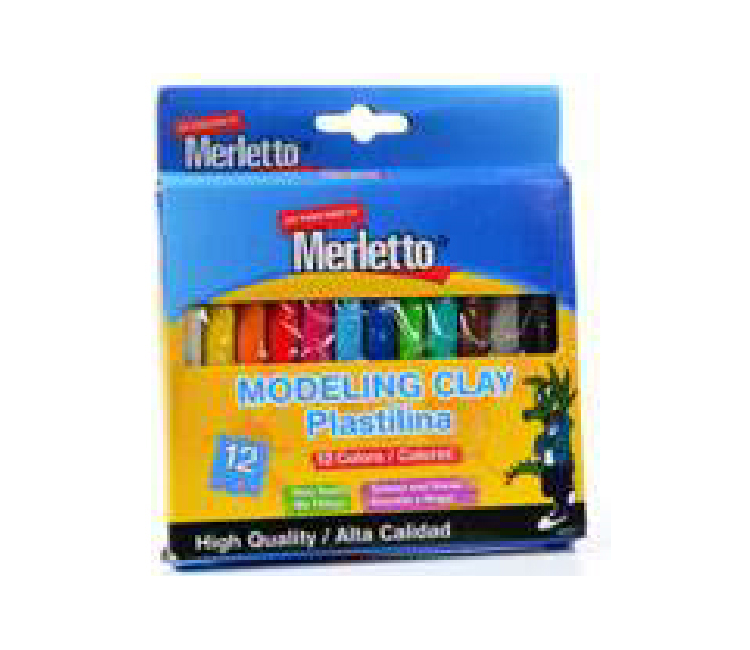 Merletto
Merletto
MODELING CLAY
Plastilina
12 Colors / Colores
12
High Quality / Alta Calidad